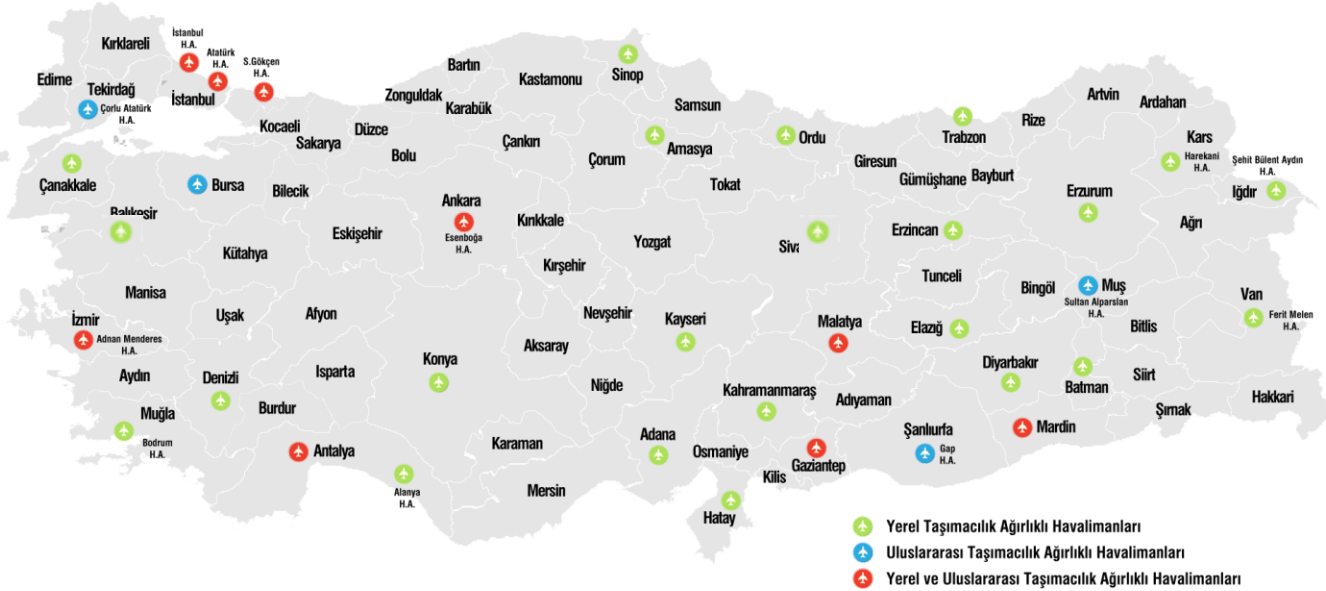 Kırklareli
Edirne
Tekirdağ
Çorlu Atatürk
H.A.
İstanbul
H.A.
Atatürk
H.A.
İstanbul
S.Gökçen
H.A.
Kocaeli
Sakarya
Düzce
Bolu
Zonguldak
Bartın
Karabük
Kastamonu
Sinop
Samsun
Çankırı
Çorum
Amasya
Ordu
Tokat
Giresun
Trabzon
Gümüşhane
Bayburt
Rize
Artvin
Ardahan
Kars
Harekani
H.A.
Şehit Bülent Aydın
H.A.
Iğdır
Çanakkale
Bursa
Bilecik
Balıkesir
Kütahya
Eskişehir
Ankara
Esenboğa
H.A.
Kırıkkale
Kırşehir
Yozgat
Erzincan
Erzurum
Ağrı
Tunceli
Bingöl
Muş
Sultan Alparslan
H.A.
Van
Ferit Melen
H.A.
Bitlis
Manisa
İzmir
Adnan Menderes
H.A.
Uşak
Afyon
Nevşehir
Aksaray
Kayseri
Malatya
Elazığ
Aydın
Denizli
Isparta
Konya
Niğde
Kahramanmaraş
Adıyaman
Diyarbakır
Batman
Siirt
Şırnak
Hakkari
Muğla
Bodrum
H.A.
Burdur
Antalya
Alanya
H.A.
Karaman
Mersin
Adana
Osmaniye
Gaziantep
Kilis
Hatay
Şanlıurfa
Gap
H.A.
Mardin
Yerel Taşımacılık Ağırlıklı Havalimanları
Uluslararası Taşımacılık Ağırlıklı Havalimanları
Yerel ve Uluslararası Taşımacılık Ağırlıklı Havalimanları